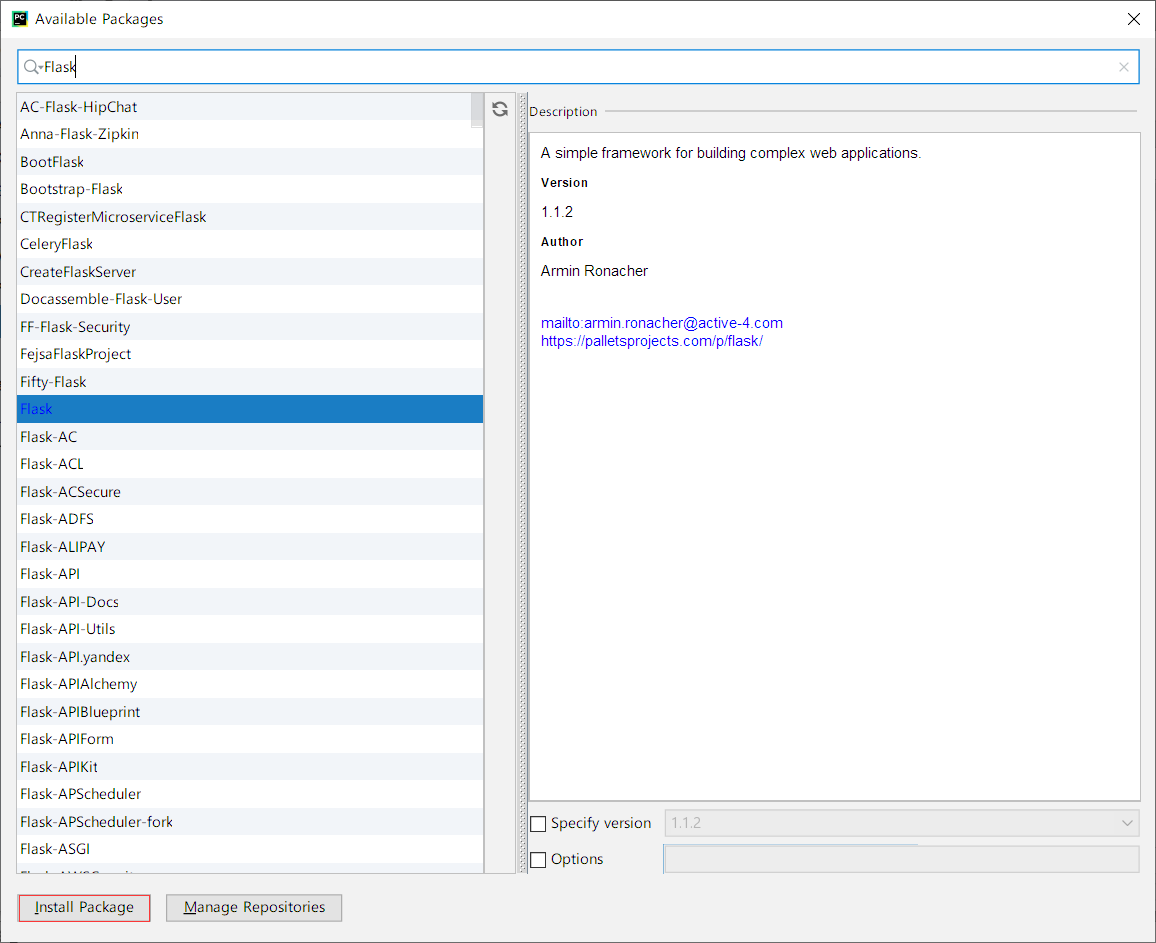 Available Packages
Flask
AC-Flask-HipChat
Anna-Flask-Zipkin
BootFlask
Bootstrap-Flask
CTRegisterMicroserviceFlask
CeleryFlask
CreateFlaskServer
Docassemble-Flask-User
FF-Flask-Security
FejsaFlaskProject
Fifty-Flask
Flask
Flask-AC
Flask-ACL
Flask-ACSecure
Flask-ADFS
Flask-ALIPAY
Flask-API
Flask-API-Docs
Flask-API-Utils
Flask-API.yandex
Flask-APIAlchemy
Flask-APIBlueprint
Flask-APIForm
Flask-APIKit
Flask-APScheduler
Flask-APScheduler-fork
Flask-ASGI
Description
A simple framework for building complex web applications.
Version
1.1.2
Author
Armin Ronacher
mailto:armin.ronacher@active-4.com
https://palletsprojects.com/p/flask/
Specify version 1.1.2
Options
Install Package Manage Repositories